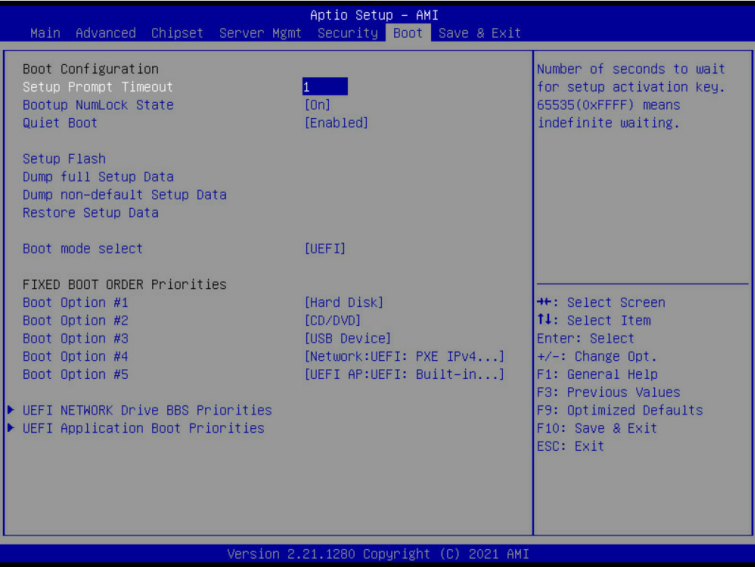 Aptio Setup – AMI
Main Advanced Chipset Server Mgmt Security Boot Save & Exit
Boot Configuration
Setup Prompt Timeout 1
Bootup NumLock State [On]
Quiet Boot [Enabled]
Setup Flash
Dump full Setup Data
Dump non-default Setup Data
Restore Setup Data
Boot mode select [UEFI]
FIXED BOOT ORDER Priorities
Boot Option #1 [Hard Disk]
Boot Option #2 [CD/DVD]
Boot Option #3 [USB Device]
Boot Option #4 [Network:UEFI: PXE IPv4...]
Boot Option #5 [UEFI AP:UEFI: Built-in...]
UEFI NETWORK Drive BBS Priorities
UEFI Application Boot Priorities
Number of seconds to wait
for setup activation key.
65535(0xFFFF) means
indefinite waiting.
→←: Select Screen
↑↓: Select Item
Enter: Select
+/-: Change Opt.
F1: General Help
F3: Previous Values
F9: Optimized Defaults
F10: Save & Exit
ESC: Exit
Version 2.21.1280 Copyright (C) 2021 AMI